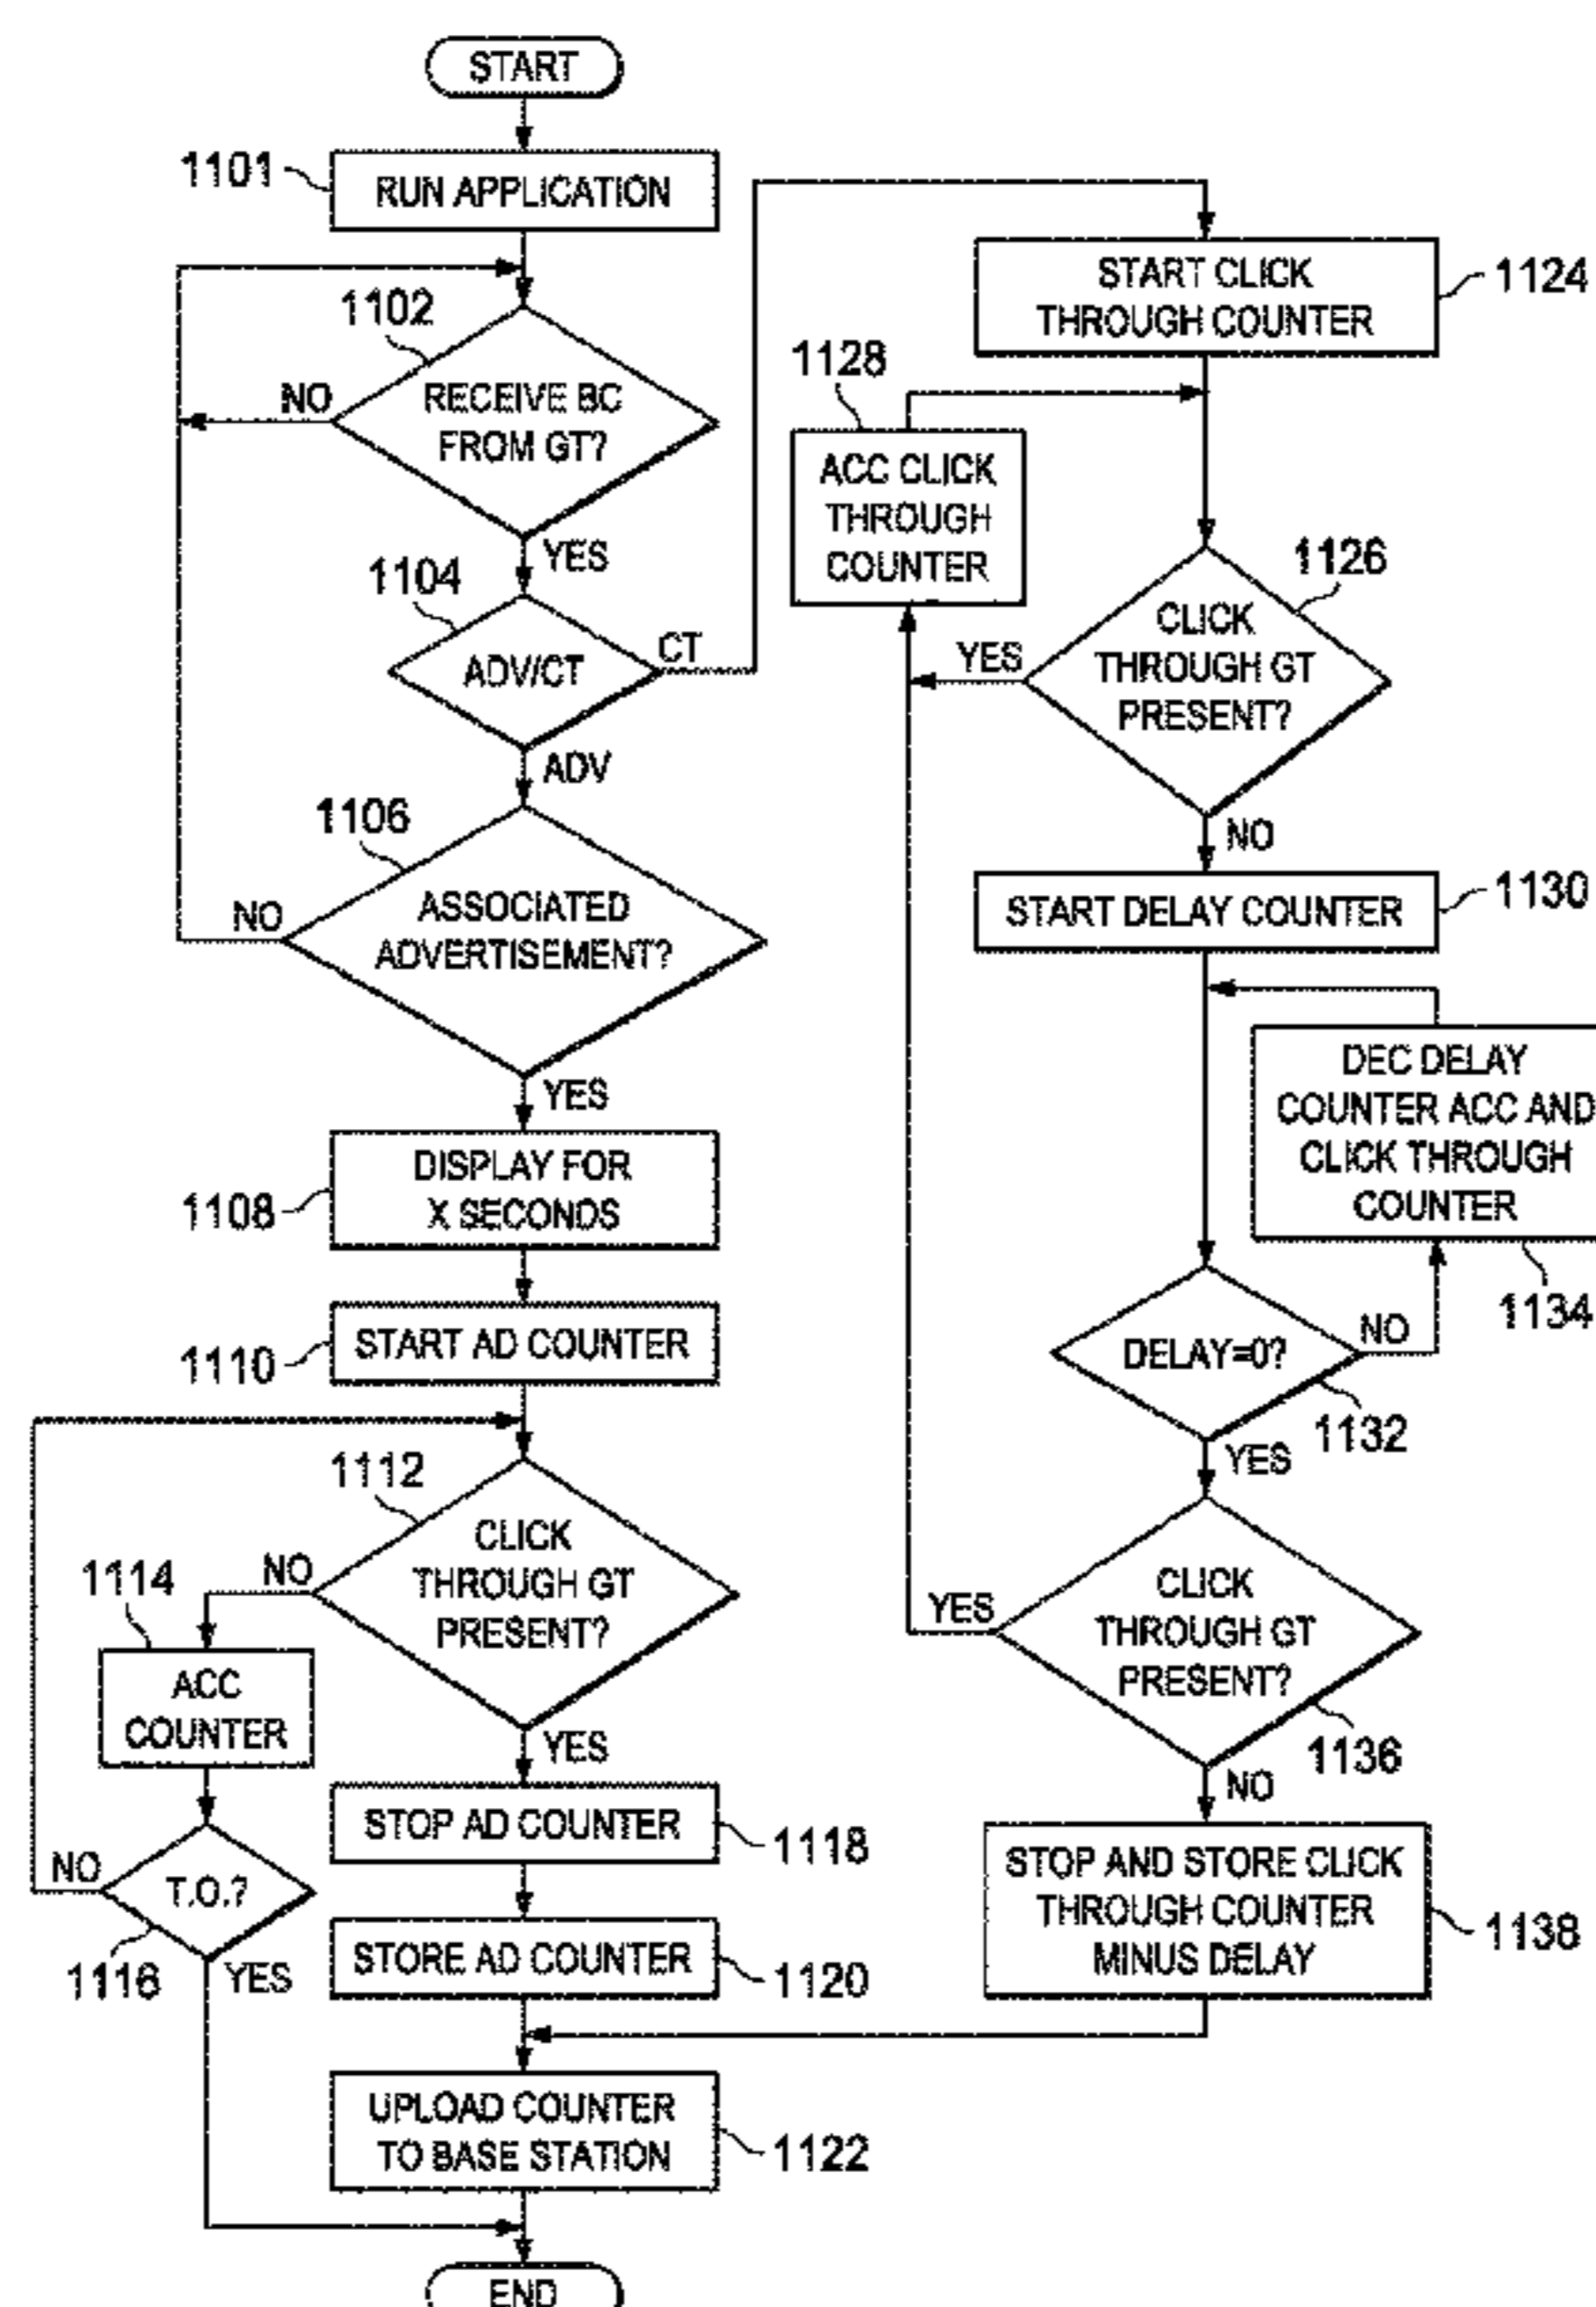 START
1101
RUN APPLICATION
1102
NO
RECEIVE BC
FROM GT?
YES
1104
ADV/CT
CT
ADV
1106
NO
ASSOCIATED
ADVERTISEMENT?
YES
1108
DISPLAY FOR
X SECONDS
1110
START AD COUNTER
1112
NO
CLICK
THROUGH GT
PRESENT?
1114
ACC
COUNTER
YES
STOP AD COUNTER
1118
NO
T.O.?
1116
YES
STORE AD COUNTER
1120
UPLOAD COUNTER
TO BASE STATION
1122
END
START CLICK
THROUGH COUNTER
1124
1128
ACC CLICK
THROUGH
COUNTER
1126
YES
CLICK
THROUGH GT
PRESENT?
NO
START DELAY COUNTER
1130
DEC DELAY
COUNTER ACC AND
CLICK THROUGH
COUNTER
1134
DELAY=0?
NO
1132
YES
YES
CLICK
THROUGH GT
PRESENT?
1136
NO
STOP AND STORE CLICK
THROUGH COUNTER
MINUS DELAY
1138